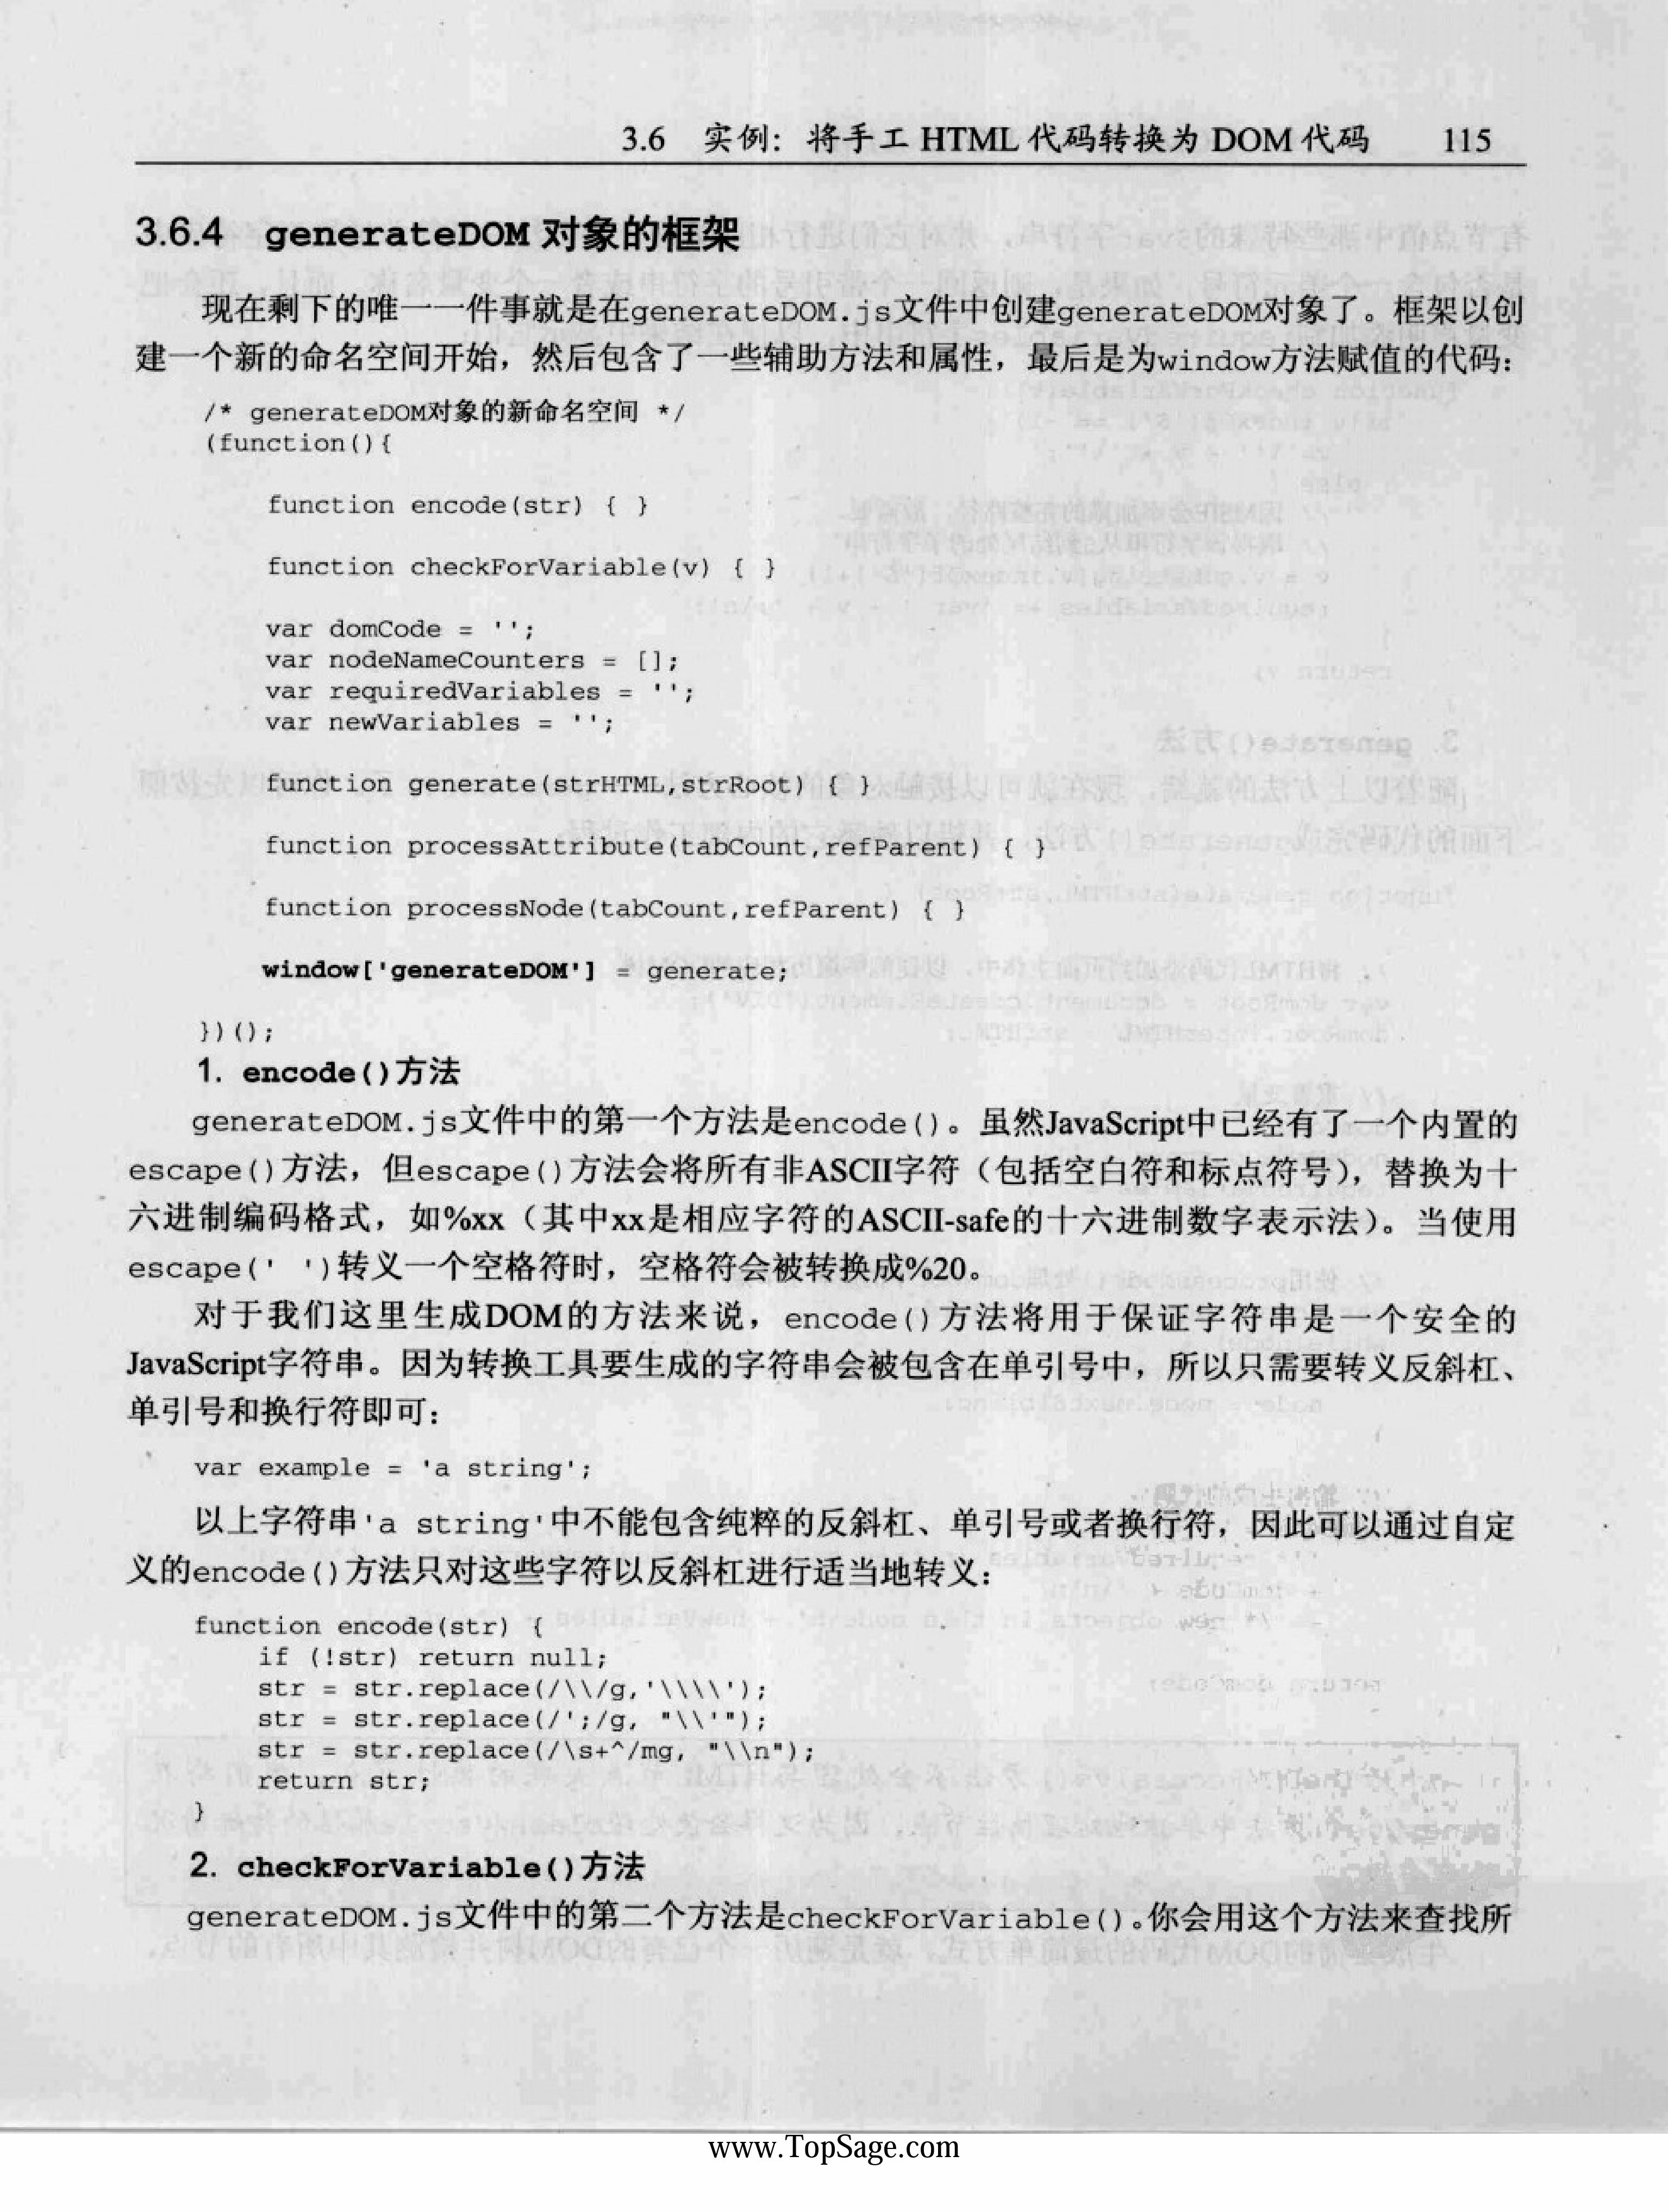 3.6 实例：将手工 HTML 代码转换为 DOM 代码 115
3.6.4 generateDOM 对象的框架
现在剩下的唯一一件事就是在generateDOM.js文件中创建generateDOM对象了。框架以创
建一个新的命名空间开始，然后包含了一些辅助方法和属性，最后是为window方法赋值的代码：
/* generateDOM对象的新命名空间 */
(function(){
function encode(str) { }
function checkForVariable(v) { }
var domCode = '';
var nodeNameCounters = [];
var requiredVariables = '';
var newVariables = '';
function generate(strHTML,strRoot) { }
function processAttribute(tabCount,refParent) { }
function processNode(tabCount,refParent) { }
window['generateDOM'] = generate;
})();
1. encode()方法
generateDOM.js文件中的第一个方法是encode()。虽然JavaScript中已经有了一个内置的
escape()方法，但escape()方法会将所有非ASCII字符（包括空白符和标点符号），替换为十
六进制编码格式，如%xx（其中xx是相应字符的ASCII-safe的十六进制数字表示法）。当使用
escape(' ')转义一个空格符时，空格符会被转换成%20。
对于我们这里生成DOM的方法来说，encode()方法将用于保证字符串是一个安全的
JavaScript字符串。因为转换工具要生成的字符串会被包含在单引号中，所以只需要转义反斜杠、
单引号和换行符即可：
var example = 'a string';
以上字符串'a string'中不能包含纯粹的反斜杠、单引号或者换行符，因此可以通过自定
义的encode()方法只对这些字符以反斜杠进行适当地转义：
function encode(str) {
if (!str) return null;
str = str.replace(/\\/g,'\\\\');
str = str.replace(/';/g, "\\'");
str = str.replace(/\s+^/mg, "\\n");
return str;
}
2. checkForVariable()方法
generateDOM.js文件中的第二个方法是checkForVariable()。你会用这个方法来查找所
www.TopSage.com